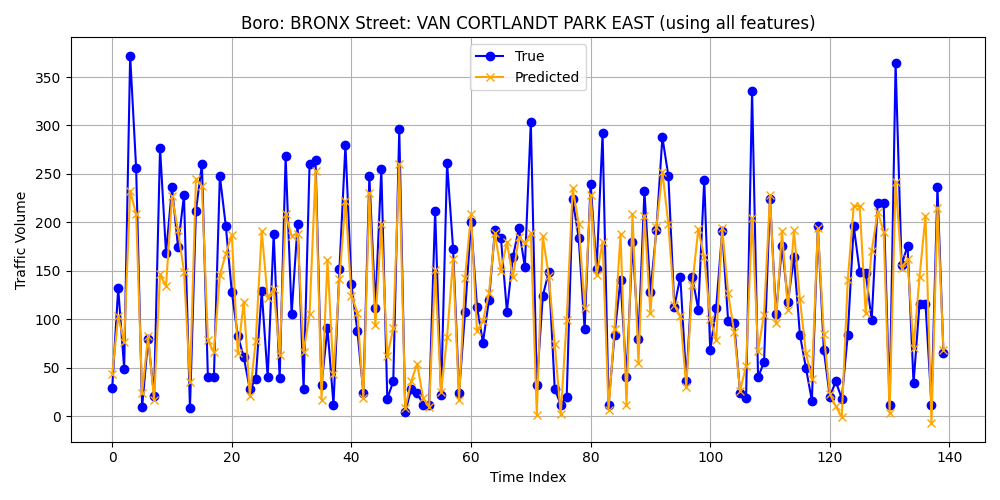 Boro: BRONX Street: VAN CORTLANDT PARK EAST (using all features)
True
Predicted
Traffic Volume
350
300
250
200
150
100
50
0
0 20 40 60 80 100 120 140
Time Index